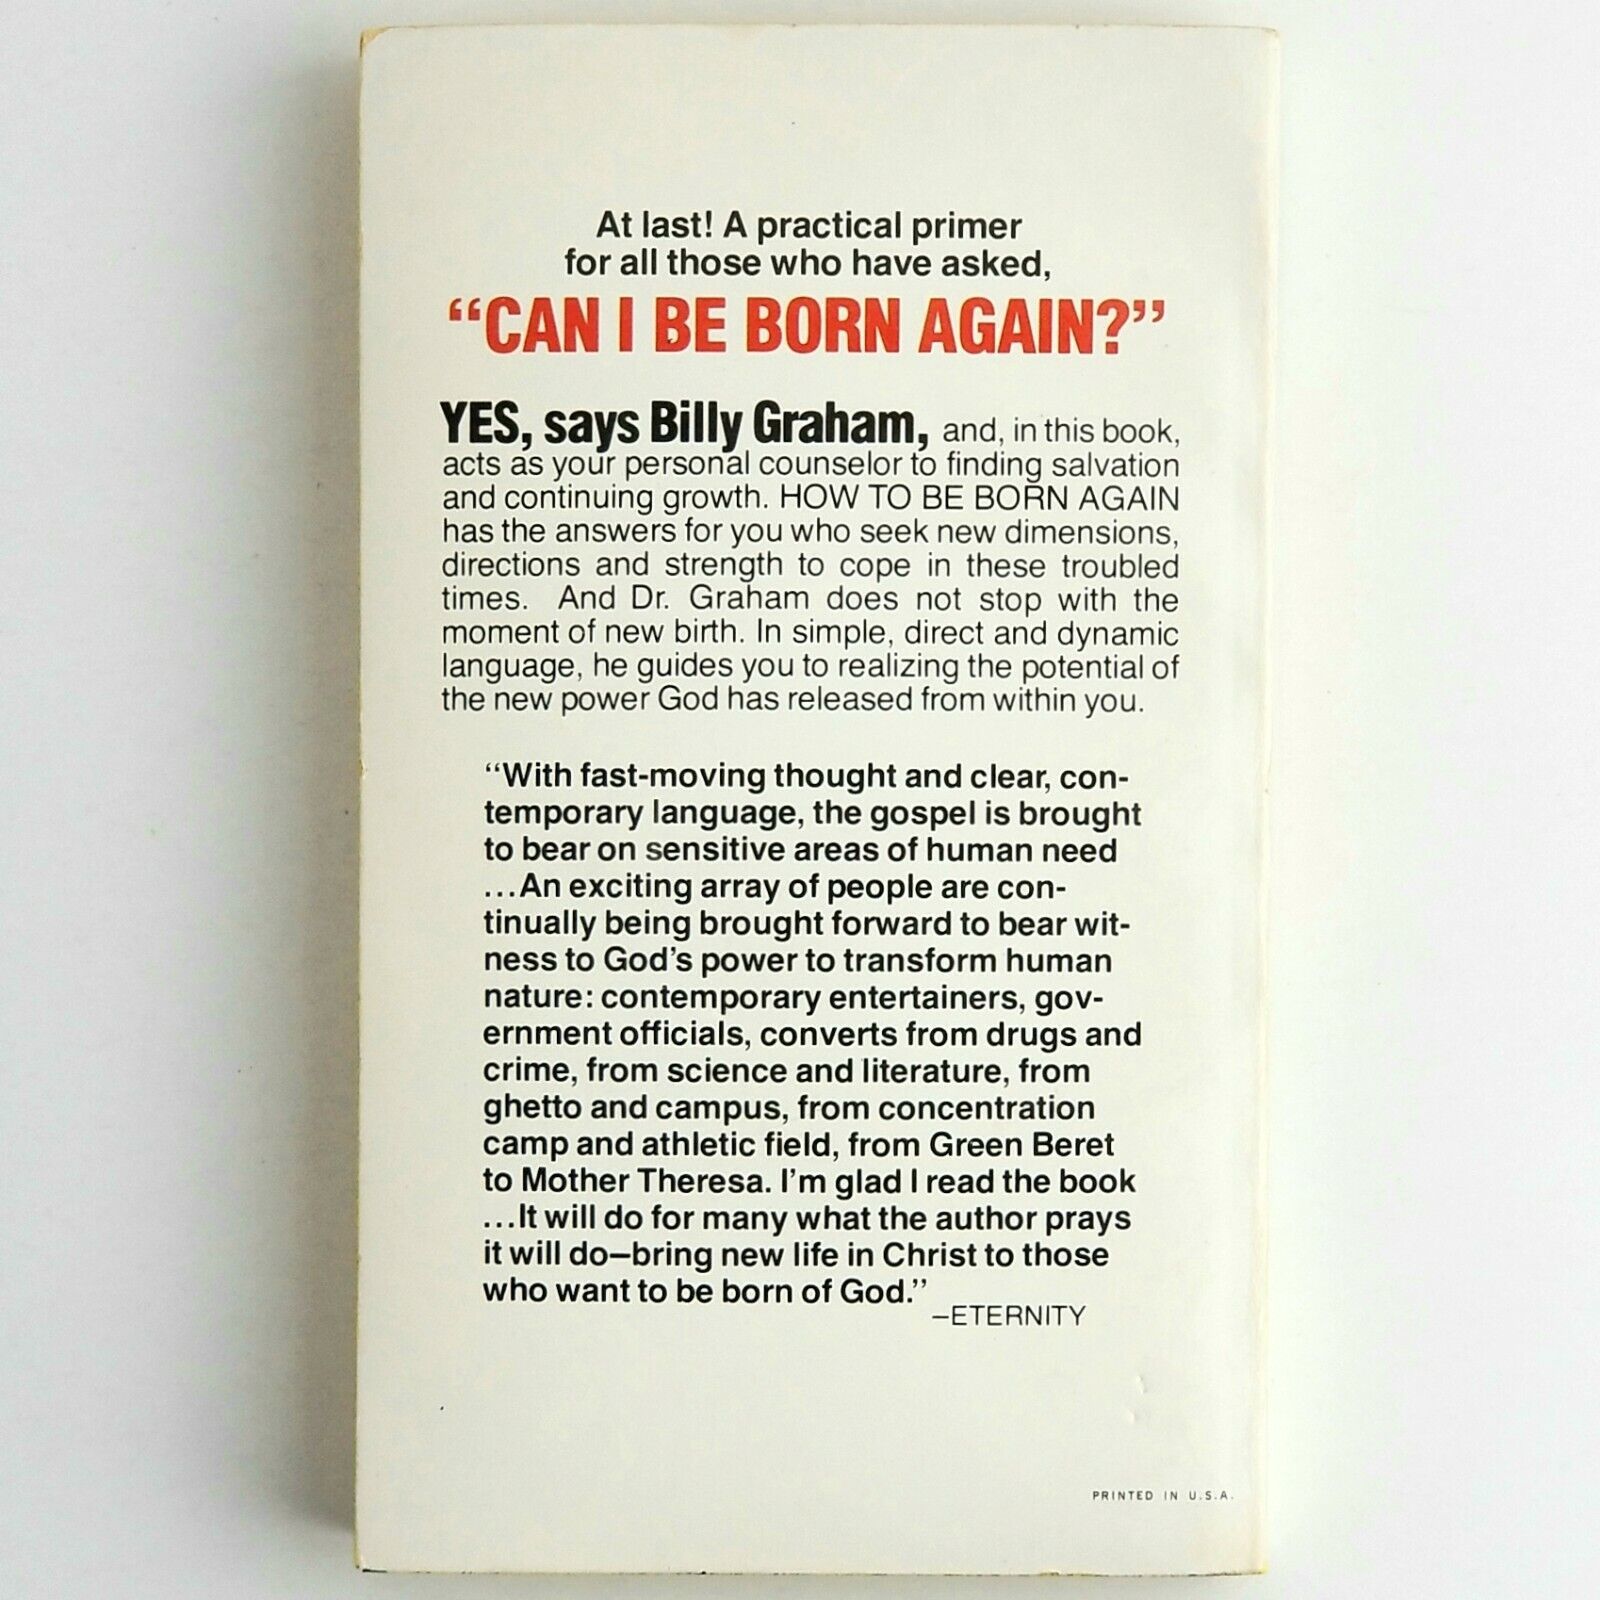 At last! A practical primer
for all those who have asked,
“CAN I BE BORN AGAIN?”
YES, says Billy Graham, and, in this book,
acts as your personal counselor to finding salvation
and continuing growth. HOW TO BE BORN AGAIN
has the answers for you who seek new dimensions,
directions and strength to cope in these troubled
times. And Dr. Graham does not stop with the
moment of new birth. In simple, direct and dynamic
language, he guides you to realizing the potential of
the new power God has released from within you.
“With fast-moving thought and clear, con-
temporary language, the gospel is brought
to bear on sensitive areas of human need
...An exciting array of people are con-
tinually being brought forward to bear wit-
ness to God’s power to transform human
nature: contemporary entertainers, gov-
ernment officials, converts from drugs and
crime, from science and literature, from
ghetto and campus, from concentration
camp and athletic field, from Green Beret
to Mother Theresa. I’m glad I read the book
...It will do for many what the author prays
it will do—bring new life in Christ to those
who want to be born of God.”
—ETERNITY
PRINTED IN U.S.A.